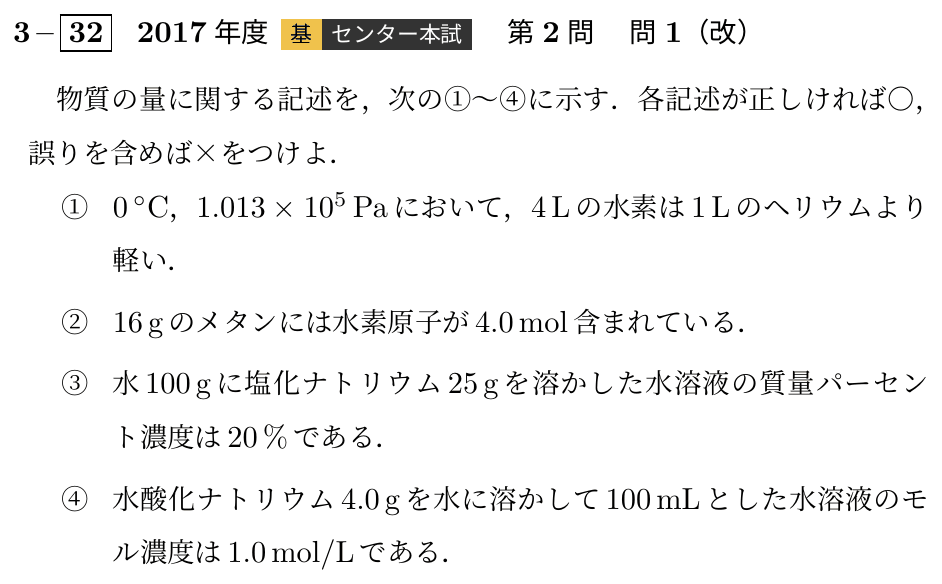 3－32 2017 年度 基 センター本試 第 2 問 問 1（改）
物質の量に関する記述を，次の①〜④に示す．各記述が正しければ○，
誤りを含めば×をつけよ．
① 0 °C，1.013 × 10⁵ Pa において，4 L の水素は 1 L のヘリウムより
軽い．
② 16 g のメタンには水素原子が 4.0 mol 含まれている．
③ 水 100 g に塩化ナトリウム 25 g を溶かした水溶液の質量パーセン
ト濃度は 20 % である．
④ 水酸化ナトリウム 4.0 g を水に溶かして 100 mL とした水溶液のモ
ル濃度は 1.0 mol/L である．